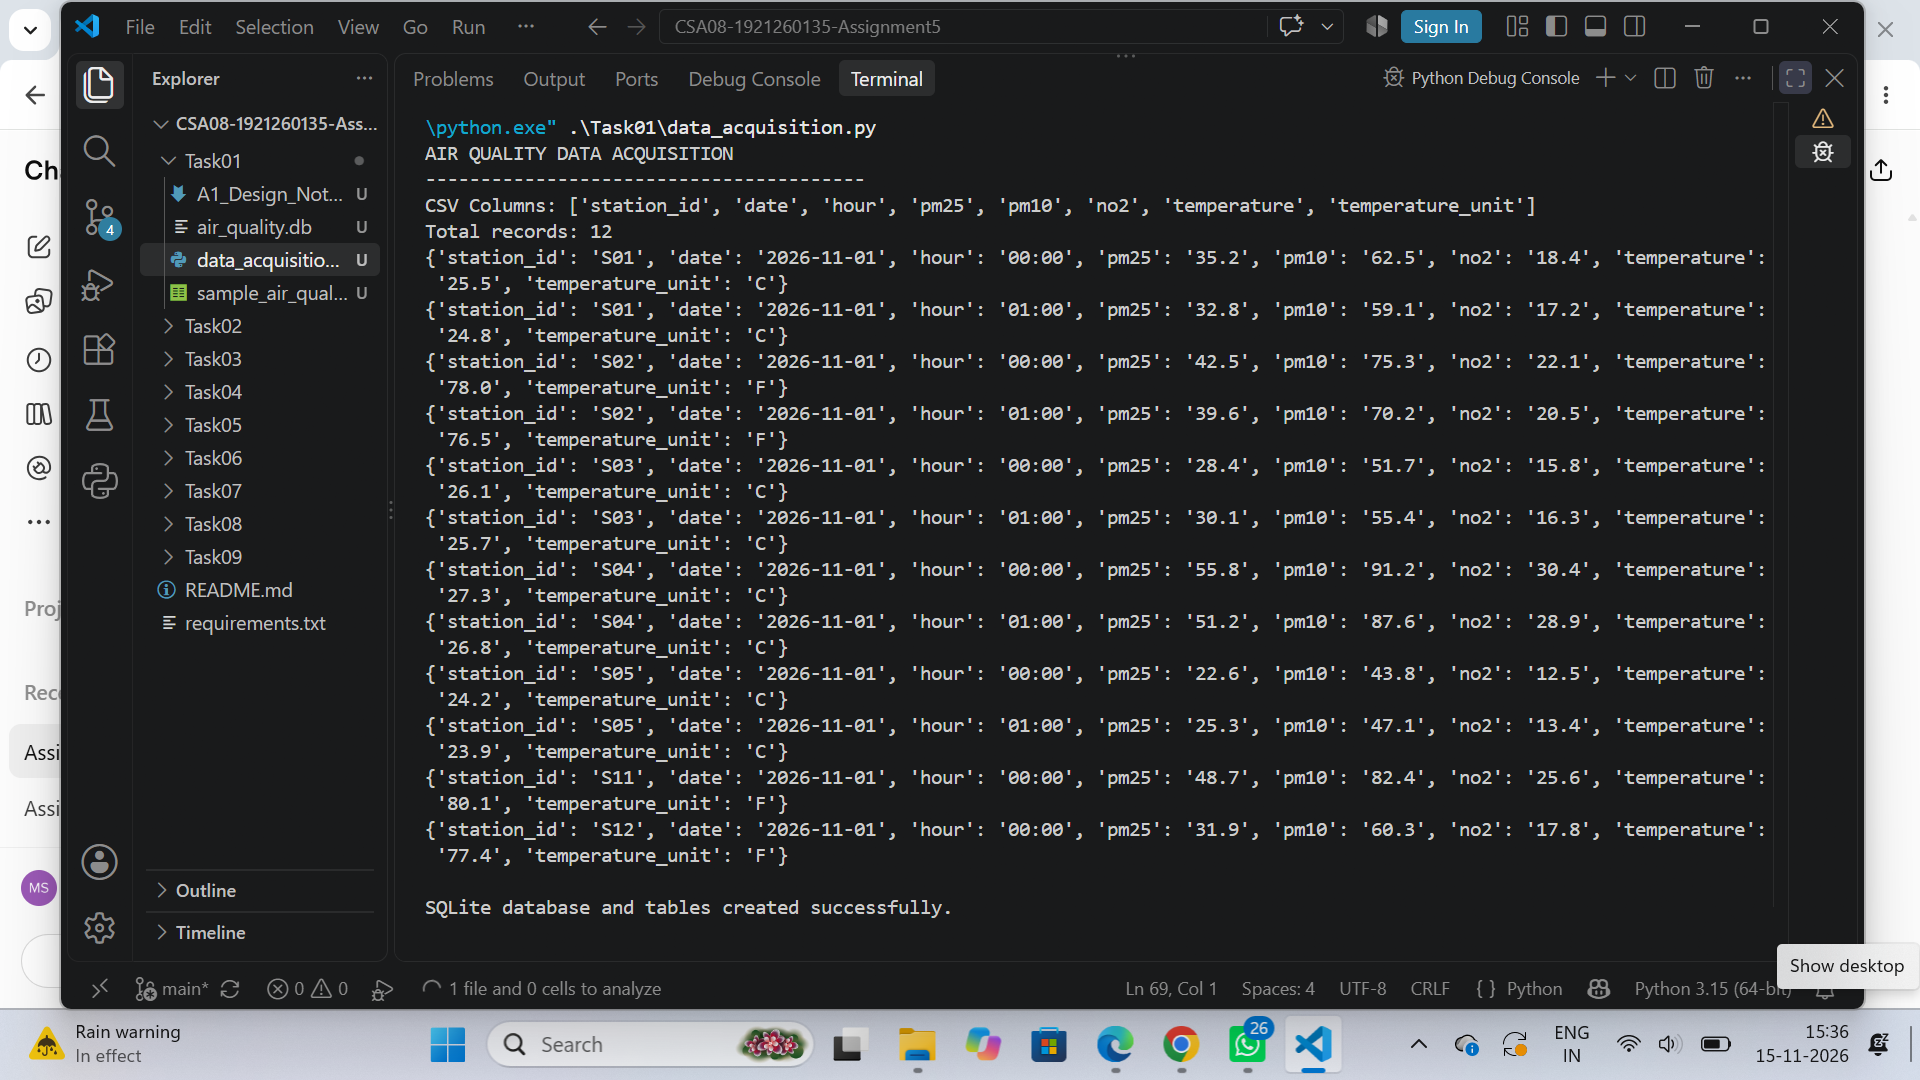 File Edit Selection View Go Run ··· CSA08-1921260135-Assignment5 Sign In
Explorer
Problems Output Ports Debug Console Terminal Python Debug Console
CSA08-1921260135-Ass...
Task01
A1_Design_Not... U
air_quality.db U
data_acquisitio... U
sample_air_qual... U
Task02
Task03
Task04
Task05
Task06
Task07
Task08
Task09
README.md
requirements.txt
Outline
Timeline
4
\python.exe" .\Task01\data_acquisition.py
AIR QUALITY DATA ACQUISITION
----------------------------------------
CSV Columns: ['station_id', 'date', 'hour', 'pm25', 'pm10', 'no2', 'temperature', 'temperature_unit']
Total records: 12
{'station_id': 'S01', 'date': '2026-11-01', 'hour': '00:00', 'pm25': '35.2', 'pm10': '62.5', 'no2': '18.4', 'temperature':
'25.5', 'temperature_unit': 'C'}
{'station_id': 'S01', 'date': '2026-11-01', 'hour': '01:00', 'pm25': '32.8', 'pm10': '59.1', 'no2': '17.2', 'temperature':
'24.8', 'temperature_unit': 'C'}
{'station_id': 'S02', 'date': '2026-11-01', 'hour': '00:00', 'pm25': '42.5', 'pm10': '75.3', 'no2': '22.1', 'temperature':
'78.0', 'temperature_unit': 'F'}
{'station_id': 'S02', 'date': '2026-11-01', 'hour': '01:00', 'pm25': '39.6', 'pm10': '70.2', 'no2': '20.5', 'temperature':
'76.5', 'temperature_unit': 'F'}
{'station_id': 'S03', 'date': '2026-11-01', 'hour': '00:00', 'pm25': '28.4', 'pm10': '51.7', 'no2': '15.8', 'temperature':
'26.1', 'temperature_unit': 'C'}
{'station_id': 'S03', 'date': '2026-11-01', 'hour': '01:00', 'pm25': '30.1', 'pm10': '55.4', 'no2': '16.3', 'temperature':
'25.7', 'temperature_unit': 'C'}
{'station_id': 'S04', 'date': '2026-11-01', 'hour': '00:00', 'pm25': '55.8', 'pm10': '91.2', 'no2': '30.4', 'temperature':
'27.3', 'temperature_unit': 'C'}
{'station_id': 'S04', 'date': '2026-11-01', 'hour': '01:00', 'pm25': '51.2', 'pm10': '87.6', 'no2': '28.9', 'temperature':
'26.8', 'temperature_unit': 'C'}
{'station_id': 'S05', 'date': '2026-11-01', 'hour': '00:00', 'pm25': '22.6', 'pm10': '43.8', 'no2': '12.5', 'temperature':
'24.2', 'temperature_unit': 'C'}
{'station_id': 'S05', 'date': '2026-11-01', 'hour': '01:00', 'pm25': '25.3', 'pm10': '47.1', 'no2': '13.4', 'temperature':
'23.9', 'temperature_unit': 'C'}
{'station_id': 'S11', 'date': '2026-11-01', 'hour': '00:00', 'pm25': '48.7', 'pm10': '82.4', 'no2': '25.6', 'temperature':
'80.1', 'temperature_unit': 'F'}
{'station_id': 'S12', 'date': '2026-11-01', 'hour': '00:00', 'pm25': '31.9', 'pm10': '60.3', 'no2': '17.8', 'temperature':
'77.4', 'temperature_unit': 'F'}
SQLite database and tables created successfully.
Ch
Proj
Rec
Assi
Assi
MS
Show desktop
main* 0 0 1 file and 0 cells to analyze Ln 69, Col 1 Spaces: 4 UTF-8 CRLF { } Python Python 3.15 (64-bit)
Rain warning
In effect
Search
26
ENG
IN
15:36
15-11-2026